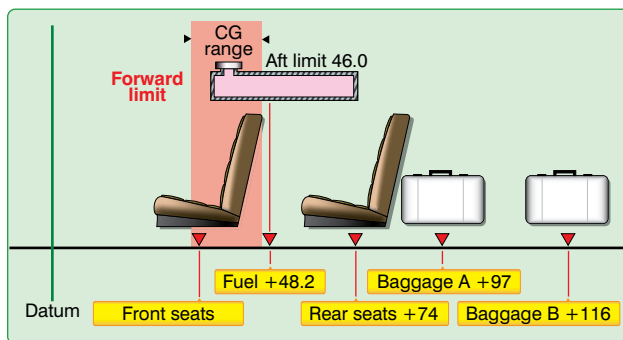 CG
range
Aft limit 46.0
Forward
limit
Fuel +48.2
Baggage A +97
Datum
Front seats
Rear seats +74
Baggage B +116